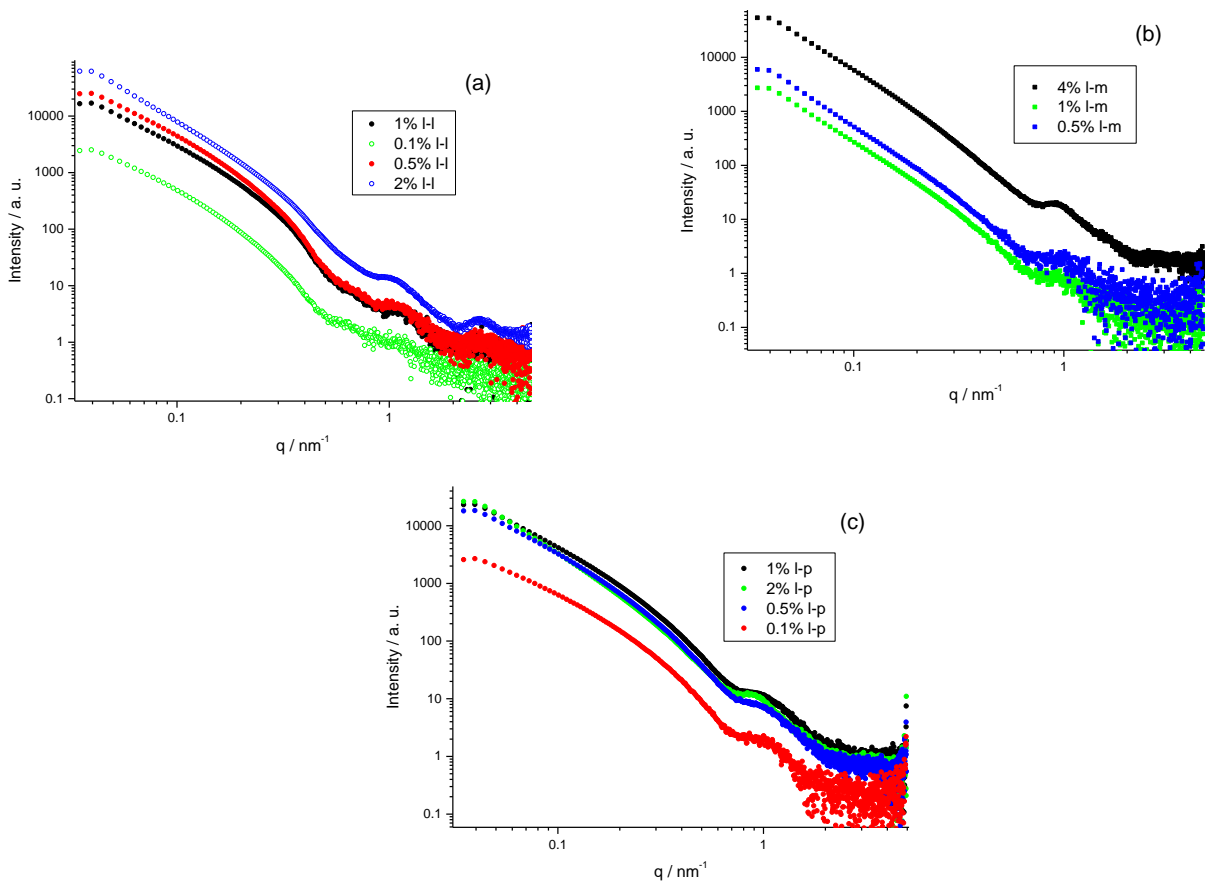 (a)
1% l-l
0.1% l-l
0.5% l-l
2% l-l
Intensity / a. u.
10000
1000
100
10
1
0.1
0.1
1
q / nm-1
(b)
4% l-m
1% l-m
0.5% l-m
Intensity / a. u.
10000
1000
100
10
1
0.1
0.1
1
q / nm-1
(c)
1% l-p
2% l-p
0.5% l-p
0.1% l-p
Intensity / a. u.
10000
1000
100
10
1
0.1
0.1
1
q / nm-1